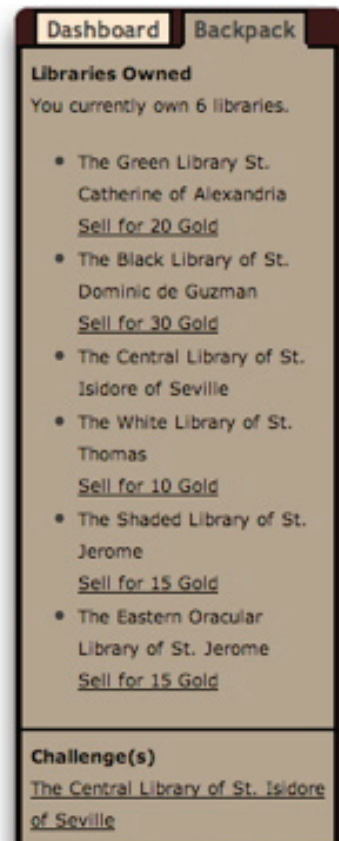 Dashboard Backpack
Libraries Owned
You currently own 6 libraries.
The Green Library St.
Catherine of Alexandria
Sell for 20 Gold
The Black Library of St.
Dominic de Guzman
Sell for 30 Gold
The Central Library of St.
Isidore of Seville
The White Library of St.
Thomas
Sell for 10 Gold
The Shaded Library of St.
Jerome
Sell for 15 Gold
The Eastern Oracular
Library of St. Jerome
Sell for 15 Gold
Challenge(s)
The Central Library of St. Isidore
of Seville